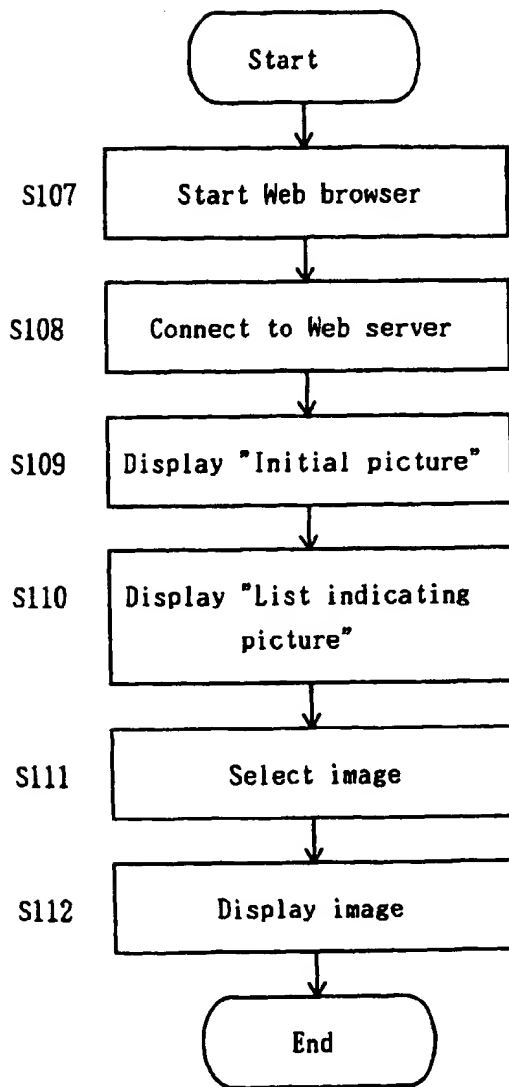 Start
S107 Start Web browser
S108 Connect to Web server
S109 Display "Initial picture"
S110 Display "List indicating
picture"
S111 Select image
S112 Display image
End